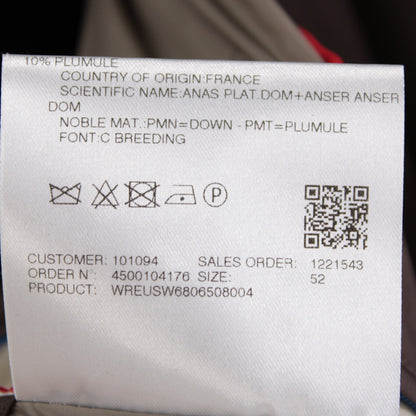 10% PLUMULE
COUNTRY OF ORIGIN:FRANCE
SCIENTIFIC NAME:ANAS PLAT.DOM+ANSER ANSER
DOM
NOBLE MAT.:PMN=DOWN - PMT=PLUMULE
FONT:C BREEDING
P
CUSTOMER: 101094 SALES ORDER: 1221543
ORDER N°: 4500104176 SIZE: 52
PRODUCT: WREUSW6806508004